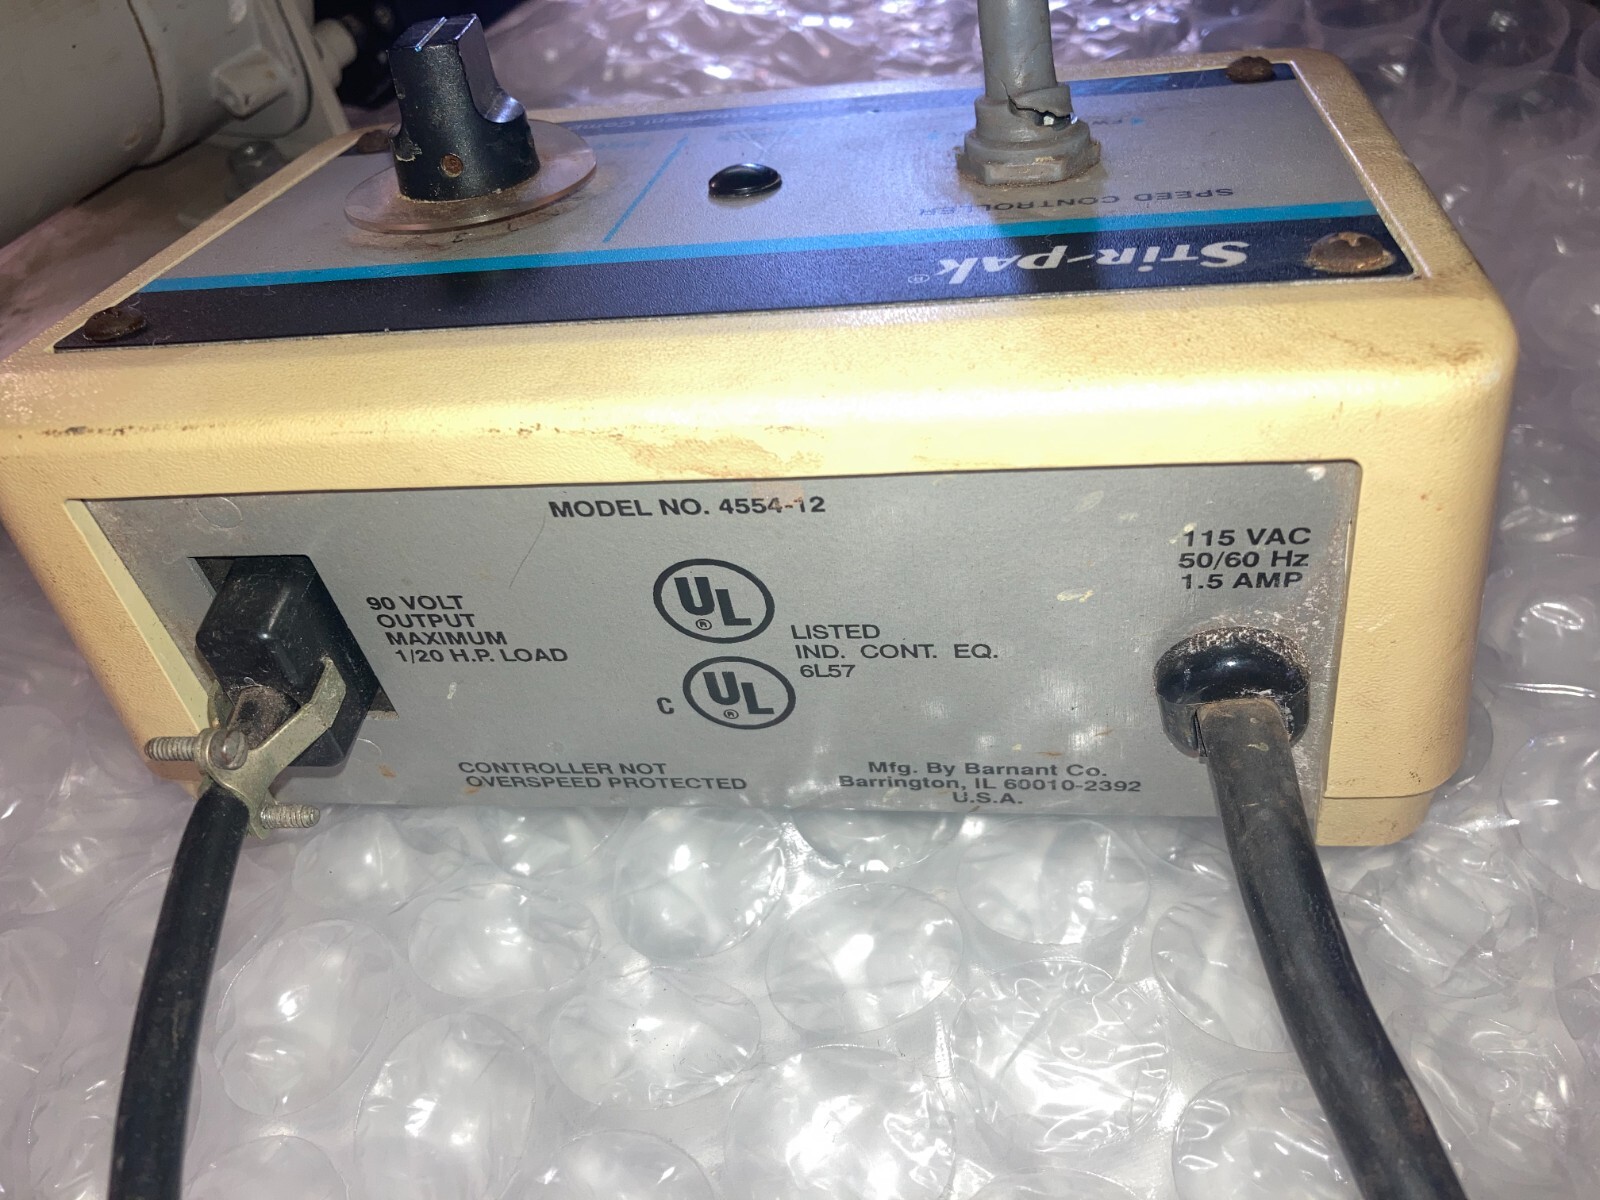 SPEED CONTROLLER
STIR-PAK®
MODEL NO. 4554-12
90 VOLT
OUTPUT
MAXIMUM
1/20 H.P. LOAD
UL®
LISTED
IND. CONT. EQ.
6L57
C UL®
115 VAC
50/60 Hz
1.5 AMP
CONTROLLER NOT
OVERSPEED PROTECTED
Mfg. By Barnant Co.
Barrington, IL 60010-2392
U.S.A.